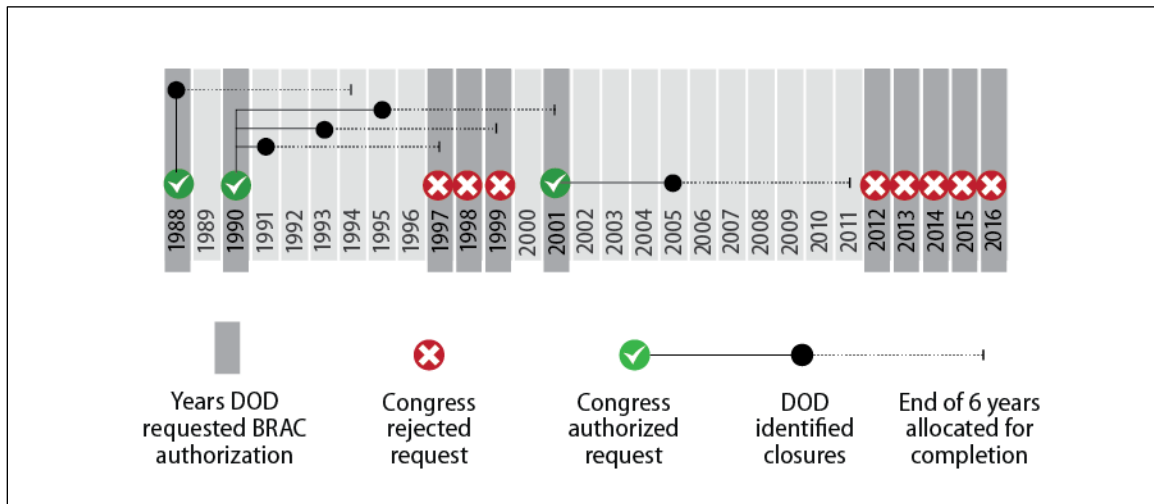 1988
1989
1990
1991
1992
1993
1994
1995
1996
1997
1998
1999
2000
2001
2002
2003
2004
2005
2006
2007
2008
2009
2010
2011
2012
2013
2014
2015
2016
Years DOD
requested BRAC
authorization
Congress
rejected
request
Congress
authorized
request
DOD
identified
closures
End of 6 years
allocated for
completion